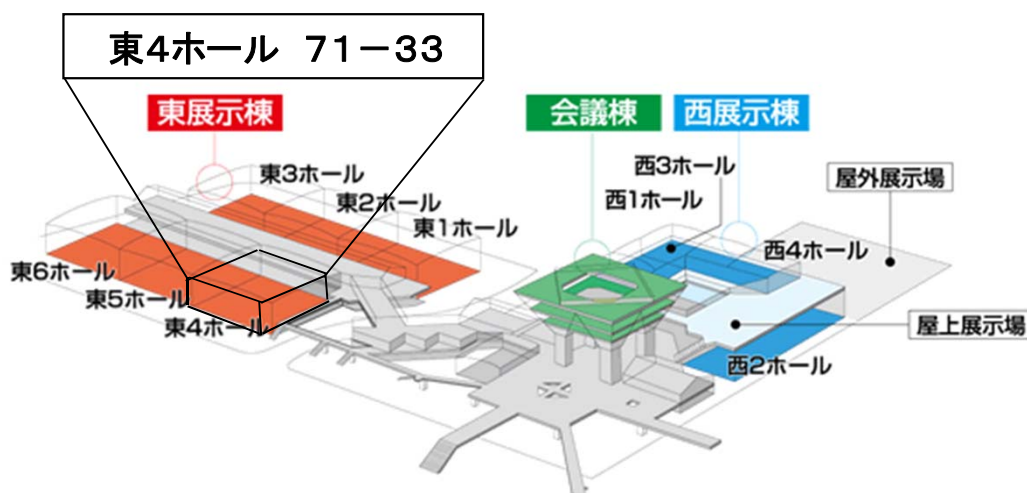 東4ホール 71-33
東展示棟
会議棟
西展示棟
東3ホール
東2ホール
東1ホール
西3ホール
西1ホール
屋外展示場
西4ホール
東6ホール
東5ホール
東4ホール
屋上展示場
西2ホール